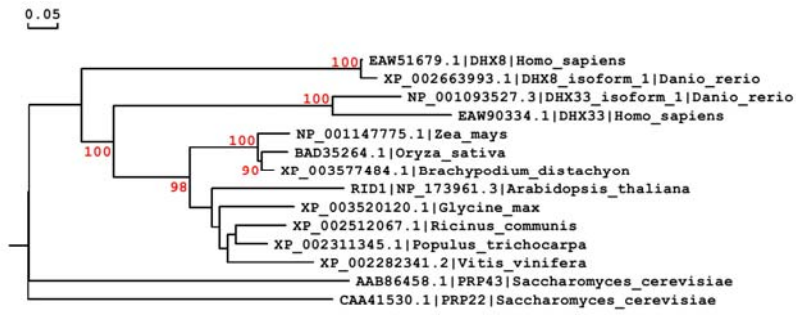 0.05
100 EAW51679.1|DHX8|Homo_sapiens
XP_002663993.1|DHX8_isoform_1|Danio_rerio
100 NP_001093527.3|DHX33_isoform_1|Danio_rerio
EAW90334.1|DHX33|Homo_sapiens
100 NP_001147775.1|Zea_mays
100 BAD35264.1|Oryza_sativa
90 XP_003577484.1|Brachypodium_distachyon
98 RID1|NP_173961.3|Arabidopsis_thaliana
XP_003520120.1|Glycine_max
XP_002512067.1|Ricinus_communis
XP_002311345.1|Populus_trichocarpa
XP_002282341.2|Vitis_vinifera
AAB86458.1|PRP43|Saccharomyces_cerevisiae
CAA41530.1|PRP22|Saccharomyces_cerevisiae